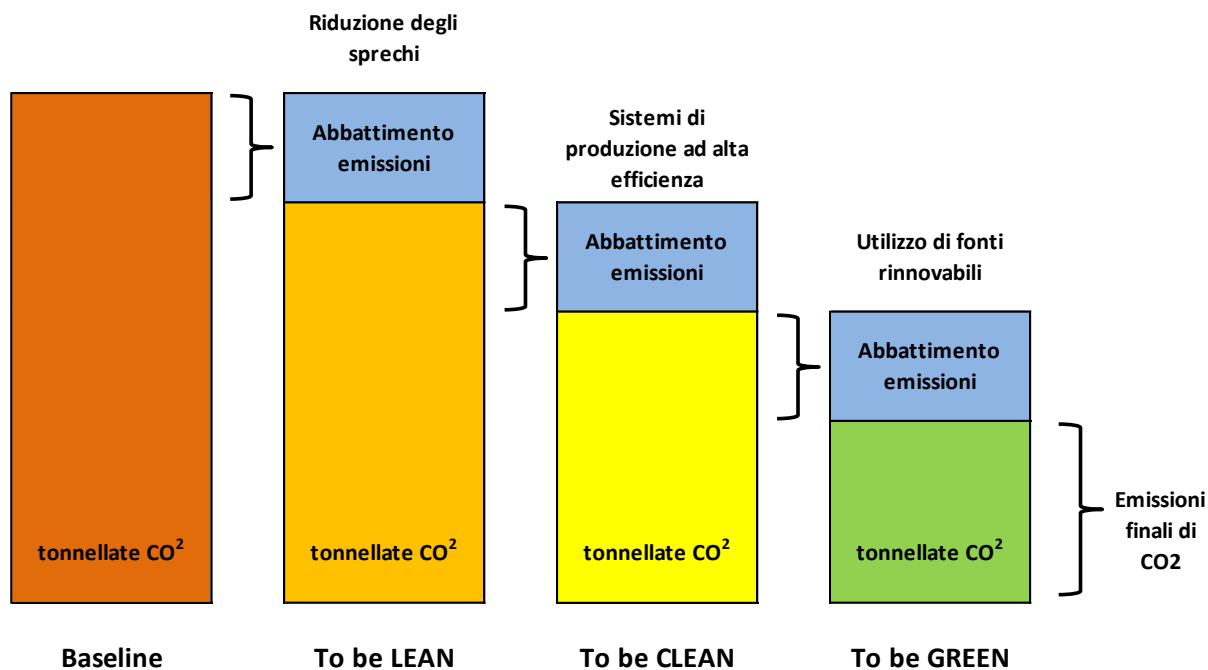 Riduzione degli
sprechi
Abbattimento
emissioni
Sistemi di
produzione ad alta
efficienza
Abbattimento
emissioni
Utilizzo di fonti
rinnovabili
Abbattimento
emissioni
tonnellate CO²
tonnellate CO²
tonnellate CO²
tonnellate CO²
Emissioni
finali di
CO2
Baseline
To be LEAN
To be CLEAN
To be GREEN